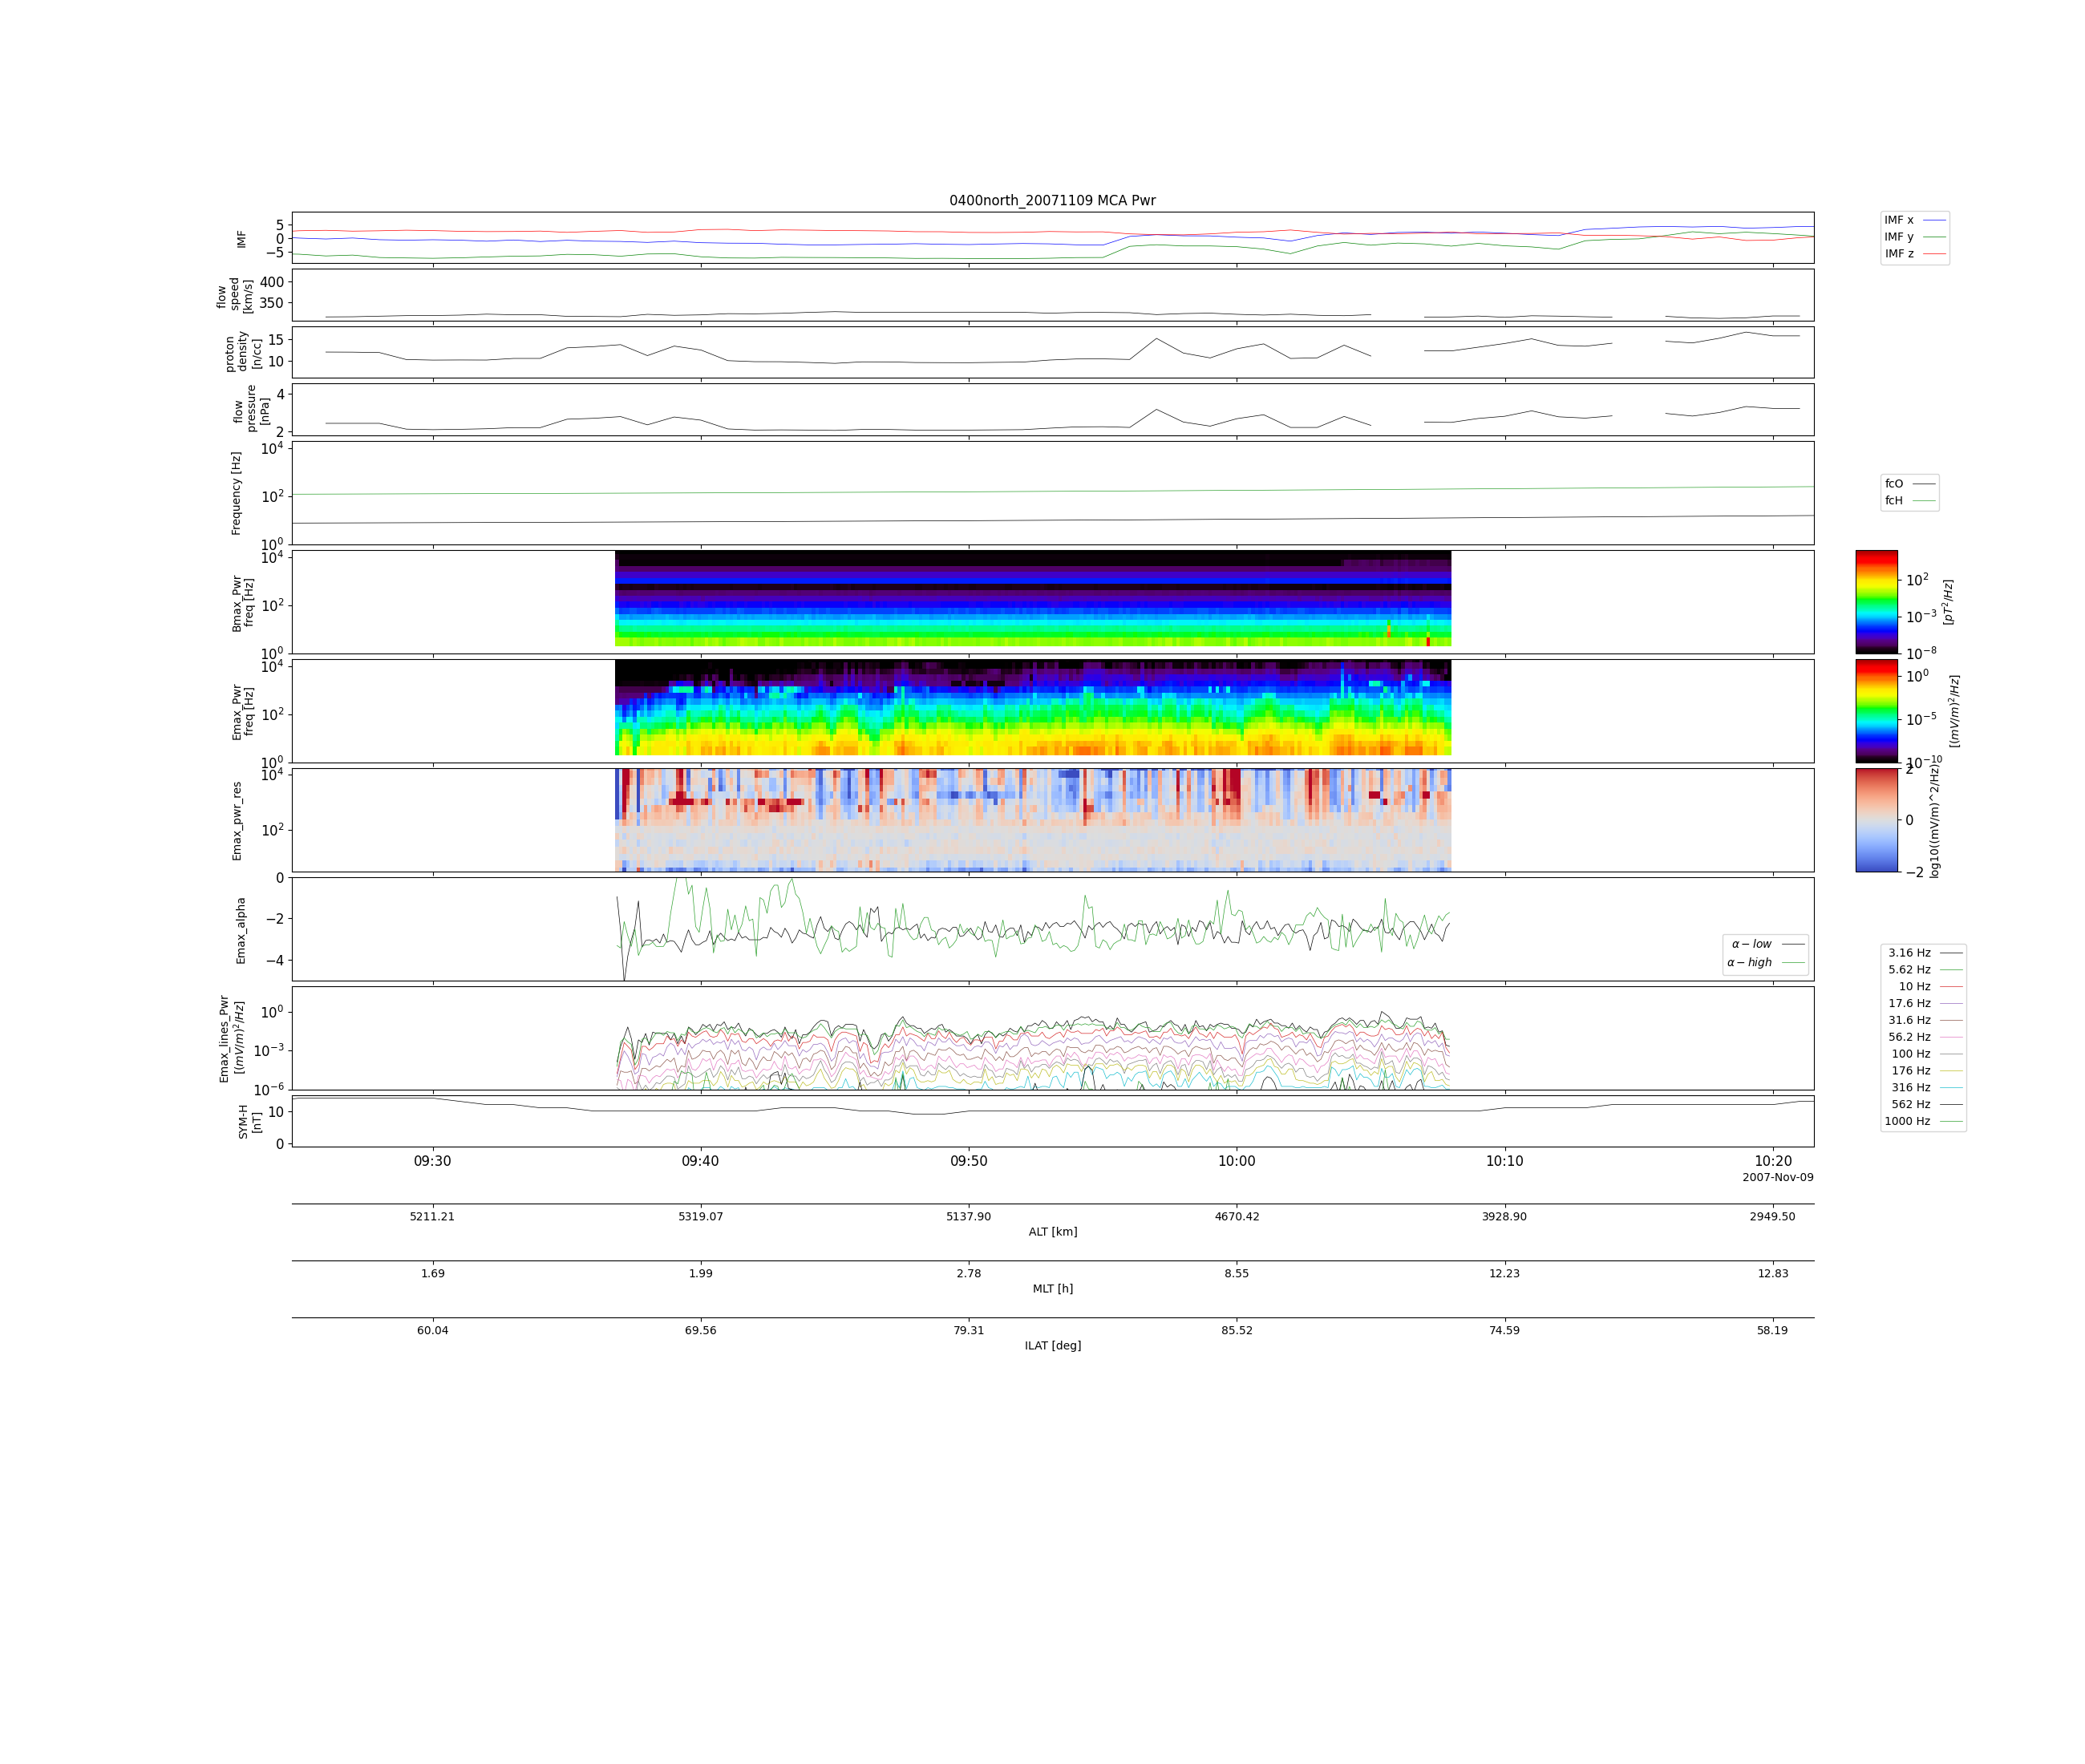 0400north_20071109 MCA Pwr
IMF
5
0
−5
IMF x
IMF y
IMF z
flow
speed
[km/s]
400
350
proton
density
[n/cc]
15
10
flow
pressure
[nPa]
4
2
Frequency [Hz]
10^4
10^2
10^0
fcO
fcH
Bmax_Pwr
freq [Hz]
10^4
10^2
10^0
10^2
10^−3
10^−8
[pT^2/Hz]
Emax_Pwr
freq [Hz]
10^4
10^2
10^0
10^0
10^−5
10^−10
[(mV/m)^2/Hz]
Emax_pwr_res
10^4
10^2
2
0
−2
log10((mV/m)^2/Hz)
Emax_alpha
0
−2
−4
α − low
α − high
Emax_lines_Pwr
[(mV/m)^2/Hz]
10^0
10^−3
10^−6
3.16 Hz
5.62 Hz
10 Hz
17.6 Hz
31.6 Hz
56.2 Hz
100 Hz
176 Hz
316 Hz
562 Hz
1000 Hz
SYM-H
[nT]
10
0
09:30 09:40 09:50 10:00 10:10 10:20
2007-Nov-09
5211.21 5319.07 5137.90 4670.42 3928.90 2949.50
ALT [km]
1.69 1.99 2.78 8.55 12.23 12.83
MLT [h]
60.04 69.56 79.31 85.52 74.59 58.19
ILAT [deg]